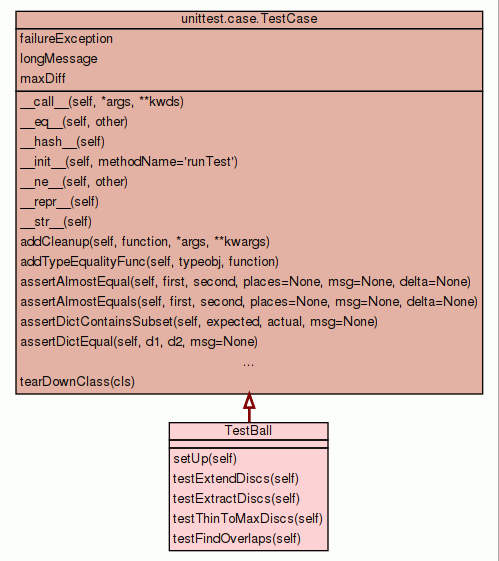 unittest.case.TestCase
failureException
longMessage
maxDiff
__call__(self, *args, **kwds)
__eq__(self, other)
__hash__(self)
__init__(self, methodName='runTest')
__ne__(self, other)
__repr__(self)
__str__(self)
addCleanup(self, function, *args, **kwargs)
addTypeEqualityFunc(self, typeobj, function)
assertAlmostEqual(self, first, second, places=None, msg=None, delta=None)
assertAlmostEquals(self, first, second, places=None, msg=None, delta=None)
assertDictContainsSubset(self, expected, actual, msg=None)
assertDictEqual(self, d1, d2, msg=None)
...
tearDownClass(cls)
TestBall
setUp(self)
testExtendDiscs(self)
testExtractDiscs(self)
testThinToMaxDiscs(self)
testFindOverlaps(self)